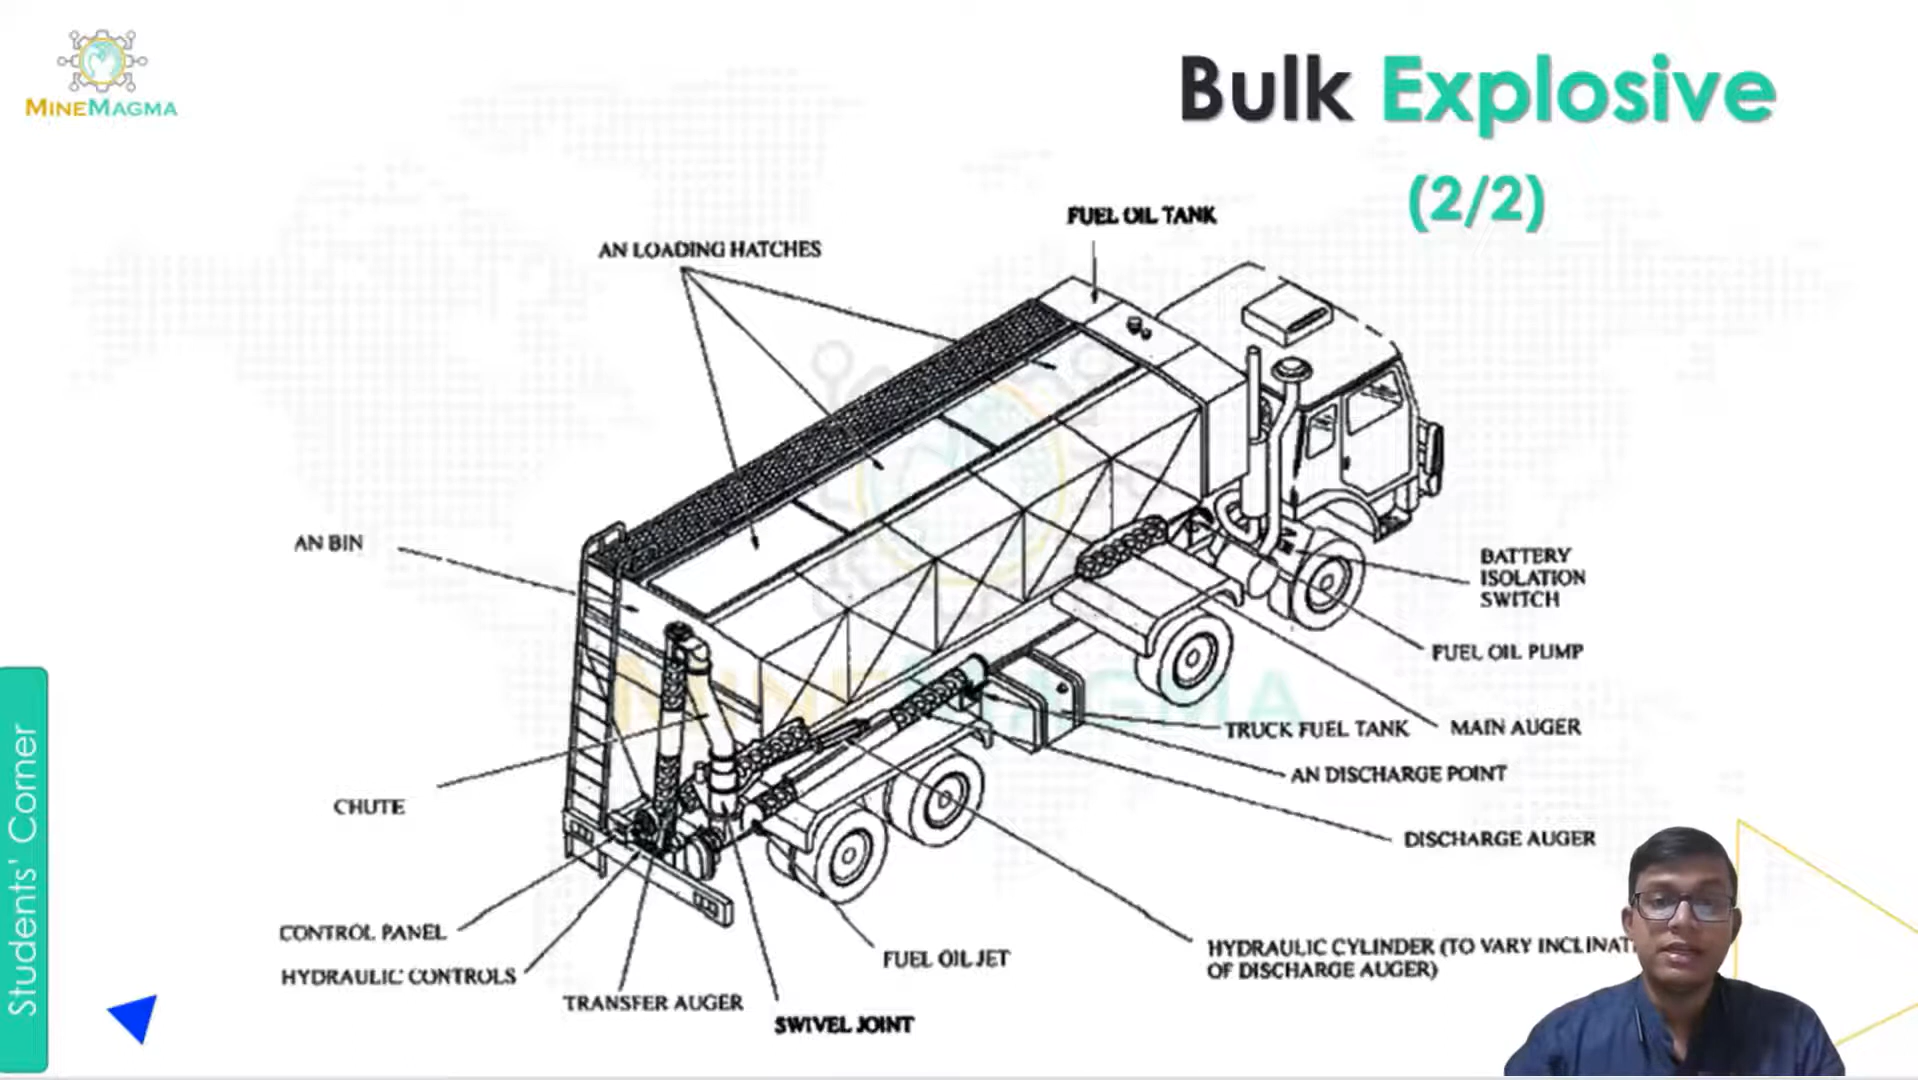 MINEMAGMA
Bulk Explosive
(2/2)
FUEL OIL TANK
AN LOADING HATCHES
AN BIN
BATTERY
ISOLATION
SWITCH
FUEL OIL PUMP
TRUCK FUEL TANK
MAIN AUGER
AN DISCHARGE POINT
CHUTE
DISCHARGE AUGER
CONTROL PANEL
HYDRAULIC CONTROLS
FUEL OIL JET
HYDRAULIC CYLINDER (TO VARY INCLINAT
OF DISCHARGE AUGER)
TRANSFER AUGER
SWIVEL JOINT
Students' Corner
MINEMAGMA